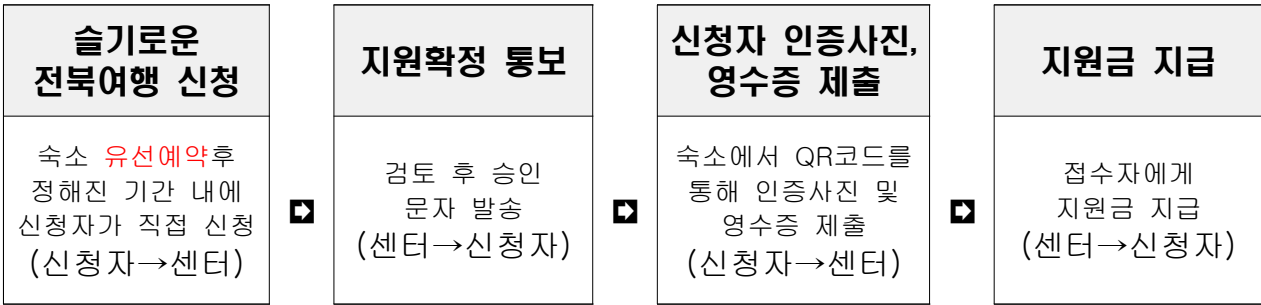 슬기로운
전북여행 신청
숙소 유선예약후
정해진 기간 내에
신청자가 직접 신청
(신청자→센터)
지원확정 통보
검토 후 승인
문자 발송
(센터→신청자)
신청자 인증사진,
영수증 제출
숙소에서 QR코드를
통해 인증사진 및
영수증 제출
(신청자→센터)
지원금 지급
접수자에게
지원금 지급
(센터→신청자)